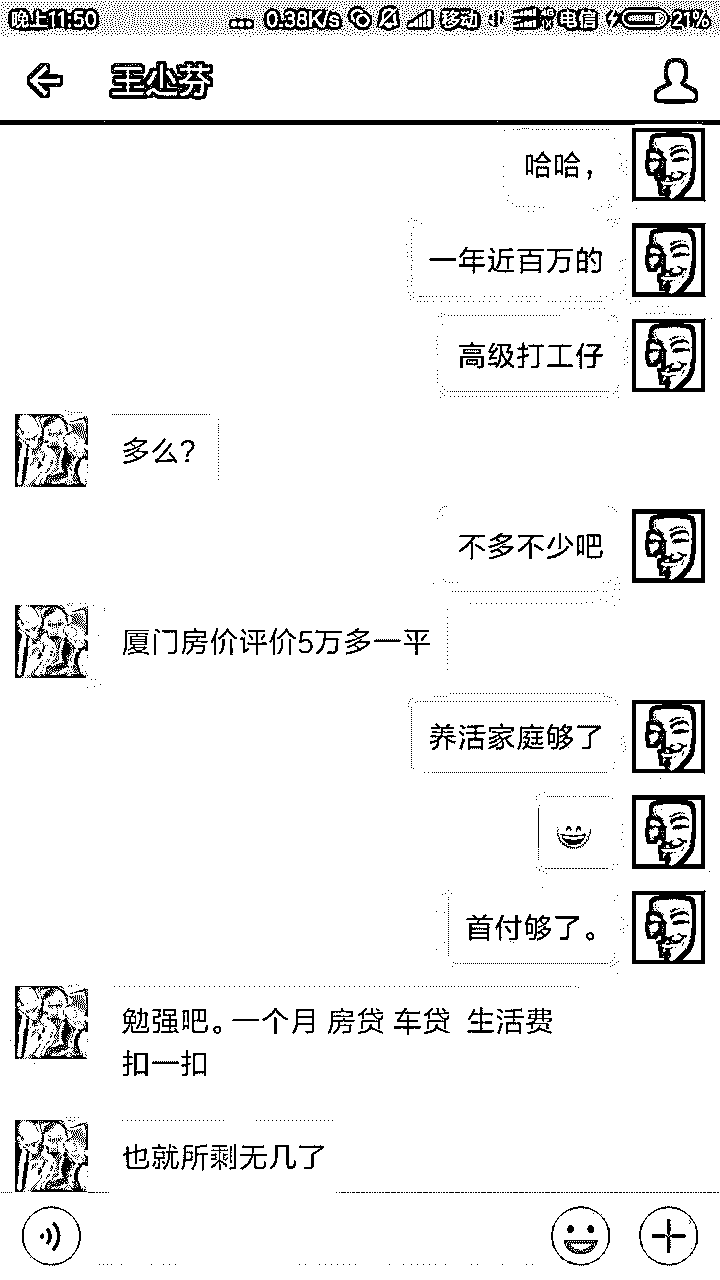 晚上11:50
... 0.38K/s 移动 电信 21%
王小芬
哈哈，
一年近百万的
高级打工仔
多么?
不多不少吧
厦门房价评价5万多一平
养活家庭够了
首付够了。
勉强吧。一个月 房贷 车贷  生活费
扣一扣
也就所剩无几了